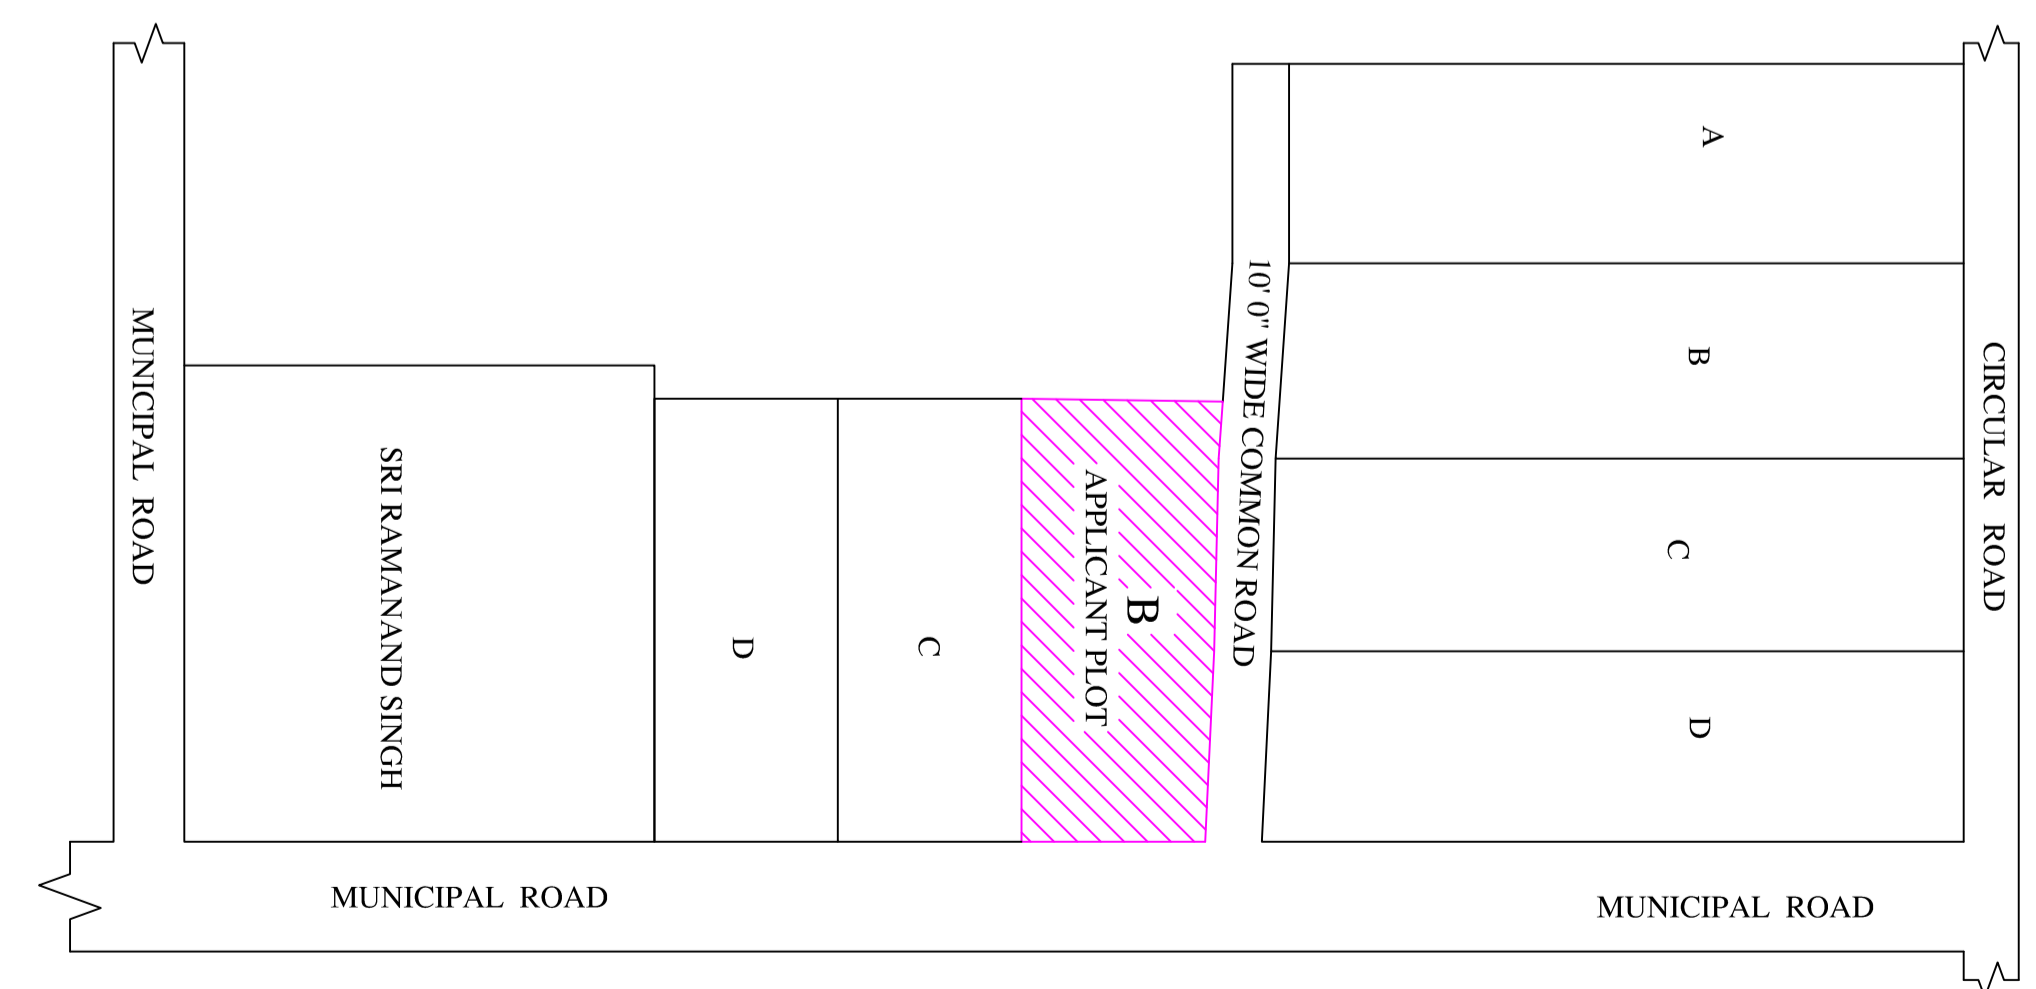 A
B
C
D
CIRCULAR ROAD
10' 0" WIDE COMMON ROAD
B
APPLICANT PLOT
C
D
SRI RAMANAND SINGH
MUNICIPAL ROAD
MUNICIPAL ROAD
MUNICIPAL ROAD